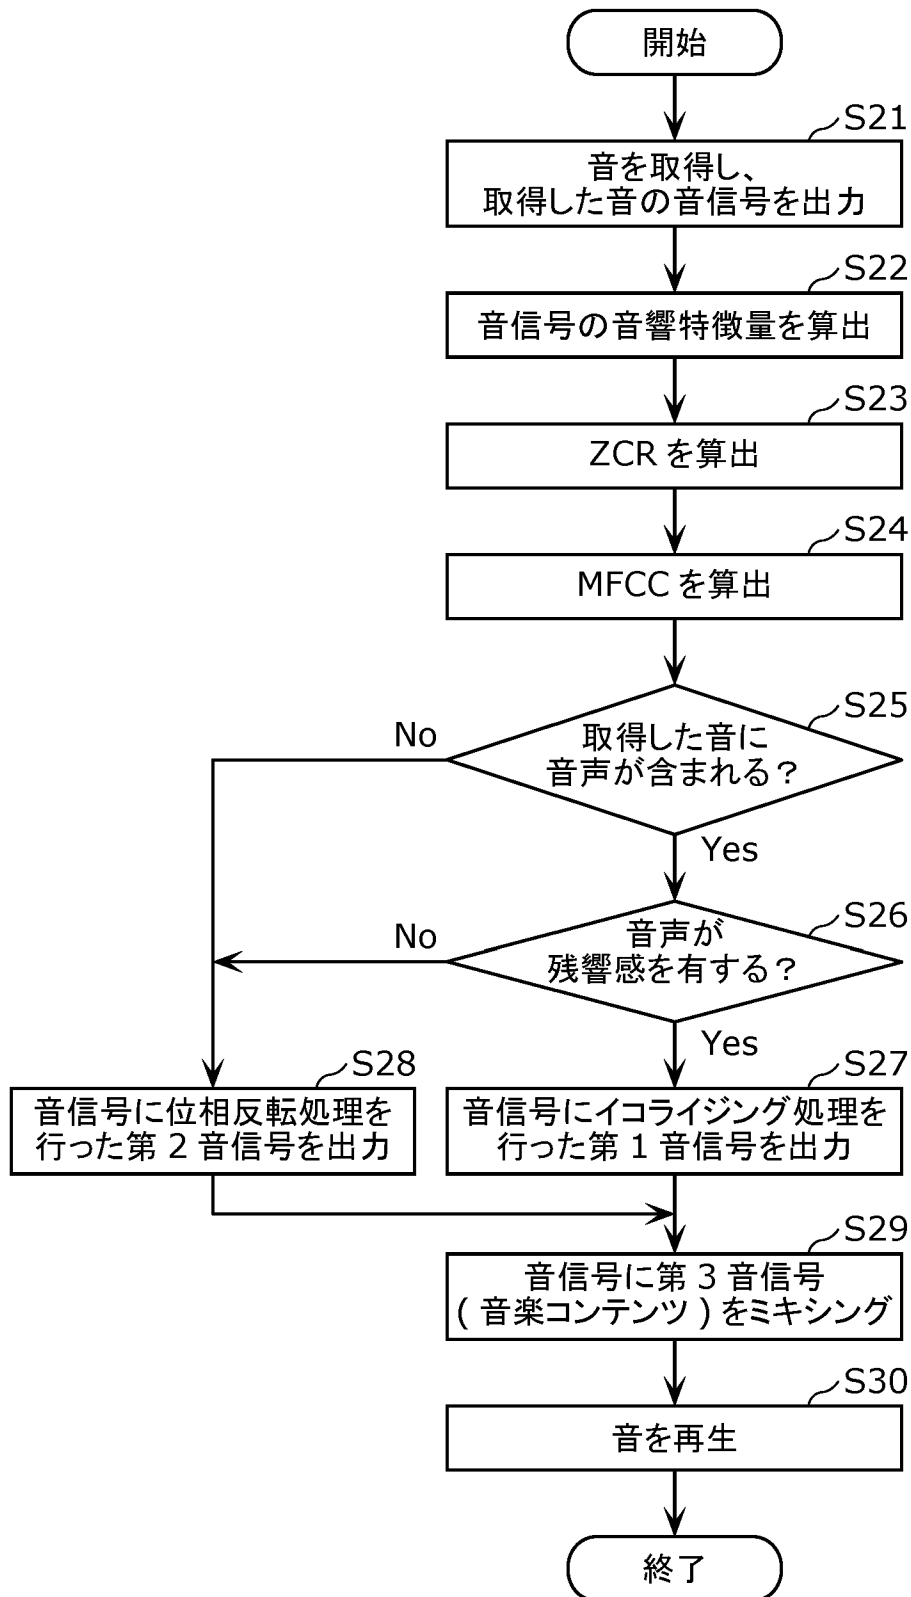 開始
S21
音を取得し、
取得した音の音信号を出力
S22
音信号の音響特徴量を算出
S23
ZCR を算出
S24
MFCC を算出
S25
取得した音に
音声が含まれる？
No
Yes
S26
音声が
残響感を有する？
No
Yes
S28
音信号に位相反転処理を
行った第２音信号を出力
S27
音信号にイコライジング処理を
行った第１音信号を出力
S29
音信号に第３音信号
( 音楽コンテンツ ) をミキシング
S30
音を再生
終了